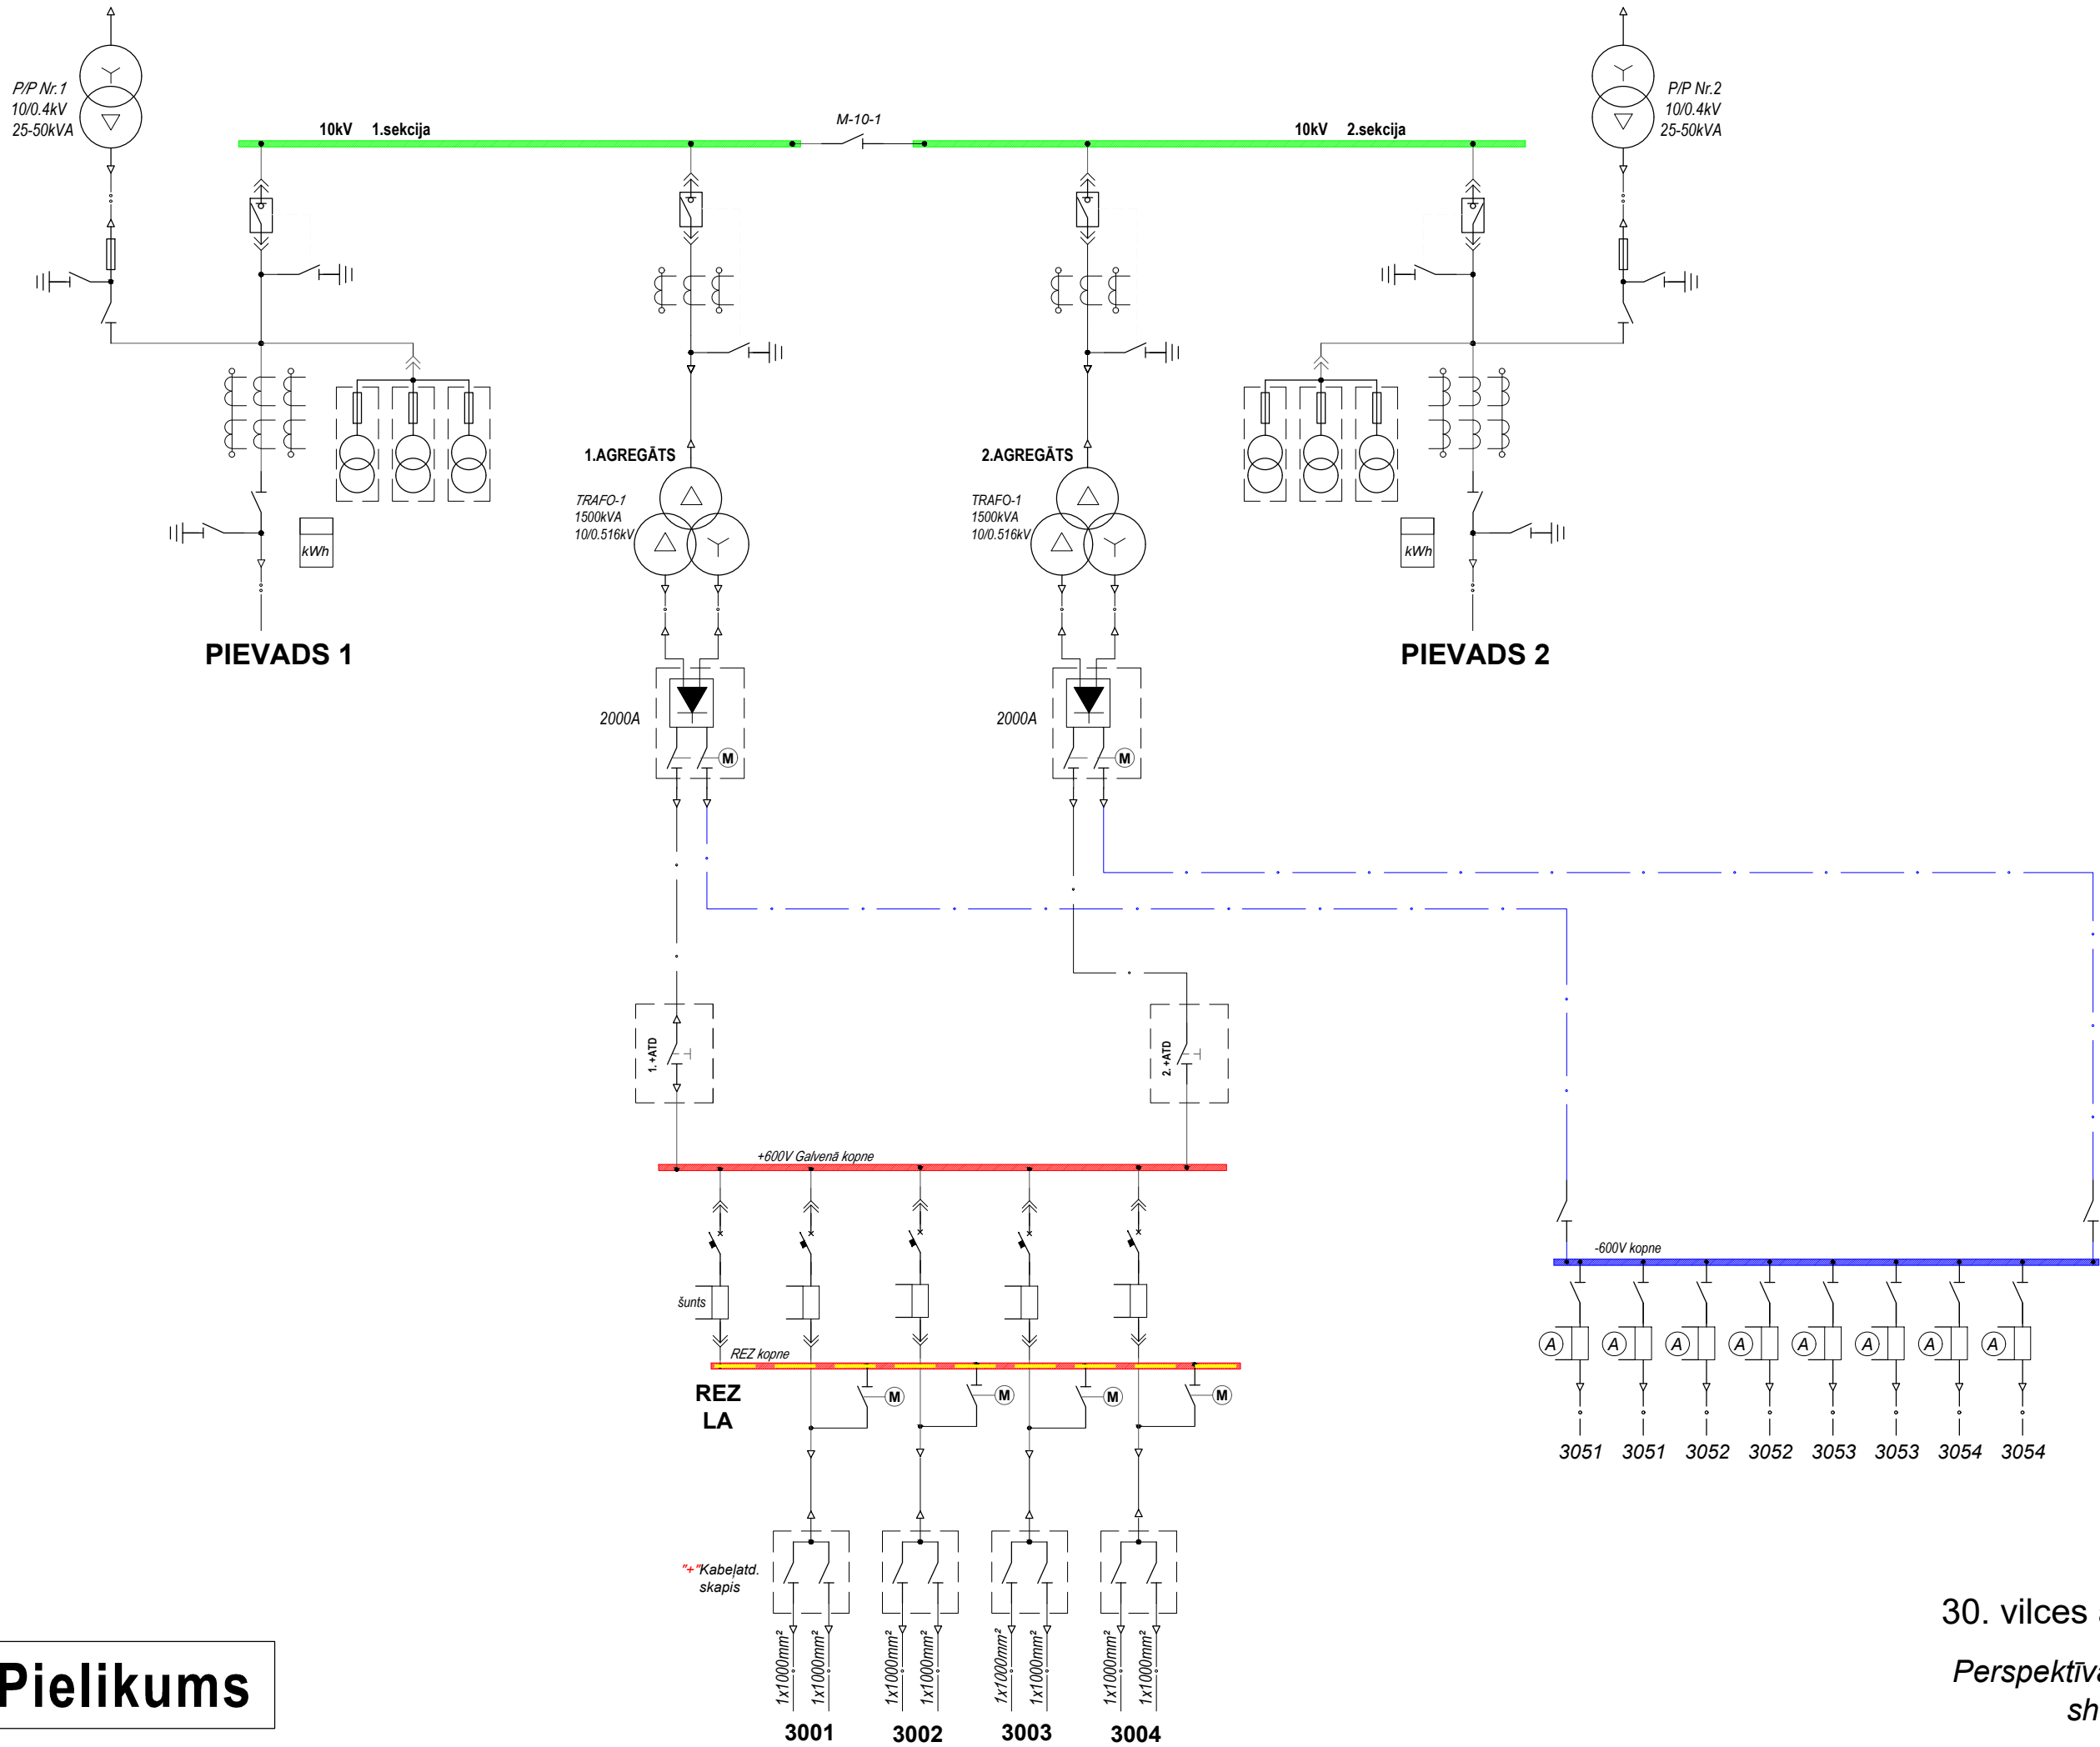 P/P Nr.1
10/0.4kV
25-50kVA
10kV 1.sekcija
M-10-1
10kV 2.sekcija
P/P Nr.2
10/0.4kV
25-50kVA
kWh
PIEVADS 1
1.AGREGĀTS
TRAFO-1
1500kVA
10/0.516kV
2.AGREGĀTS
TRAFO-1
1500kVA
10/0.516kV
kWh
PIEVADS 2
2000A
M
2000A
M
1. +ATD
2. +ATD
+600V Galvenā kopne
-600V kopne
šunts
A A A A A A A A
REZ kopne
REZ
LA
M M M M
3051 3051 3052 3052 3053 3053 3054 3054
"+"Kabeļatd.
skapis
1x1000mm² 1x1000mm² 1x1000mm² 1x1000mm² 1x1000mm² 1x1000mm² 1x1000mm² 1x1000mm²
3001 3002 3003 3004
Pielikums
30. vilces